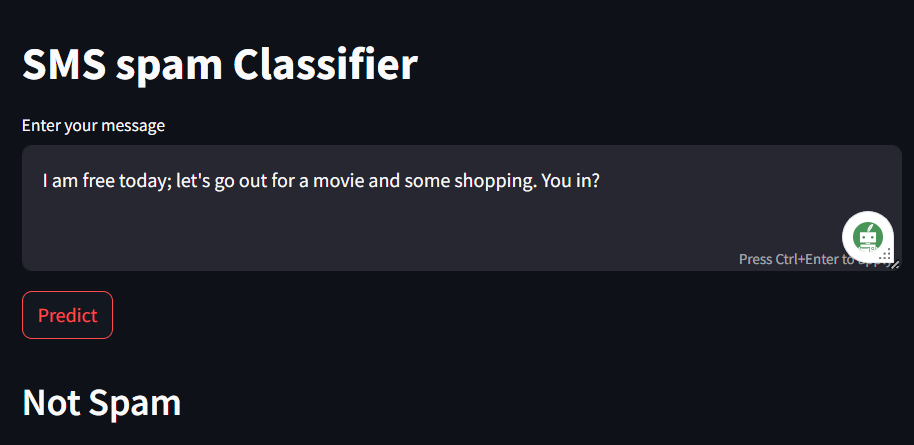 SMS spam Classifier
Enter your message
I am free today; let's go out for a movie and some shopping. You in?
Press Ctrl+Enter to
Predict
Not Spam